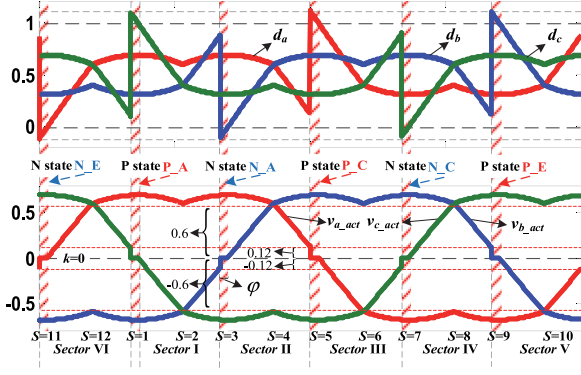 1
d_a
d_b
d_c
0.5
0
N state N_E
P state P_A
N state N_A
P state P_C
N state N_C
P state P_E
0.5
v_a_act
v_c_act
v_b_act
0.6
0.12
k=0
0
-0.12
-0.6
φ
-0.5
S=11
S=12
S=1
S=2
S=3
S=4
S=5
S=6
S=7
S=8
S=9
S=10
Sector VI
Sector I
Sector II
Sector III
Sector IV
Sector V